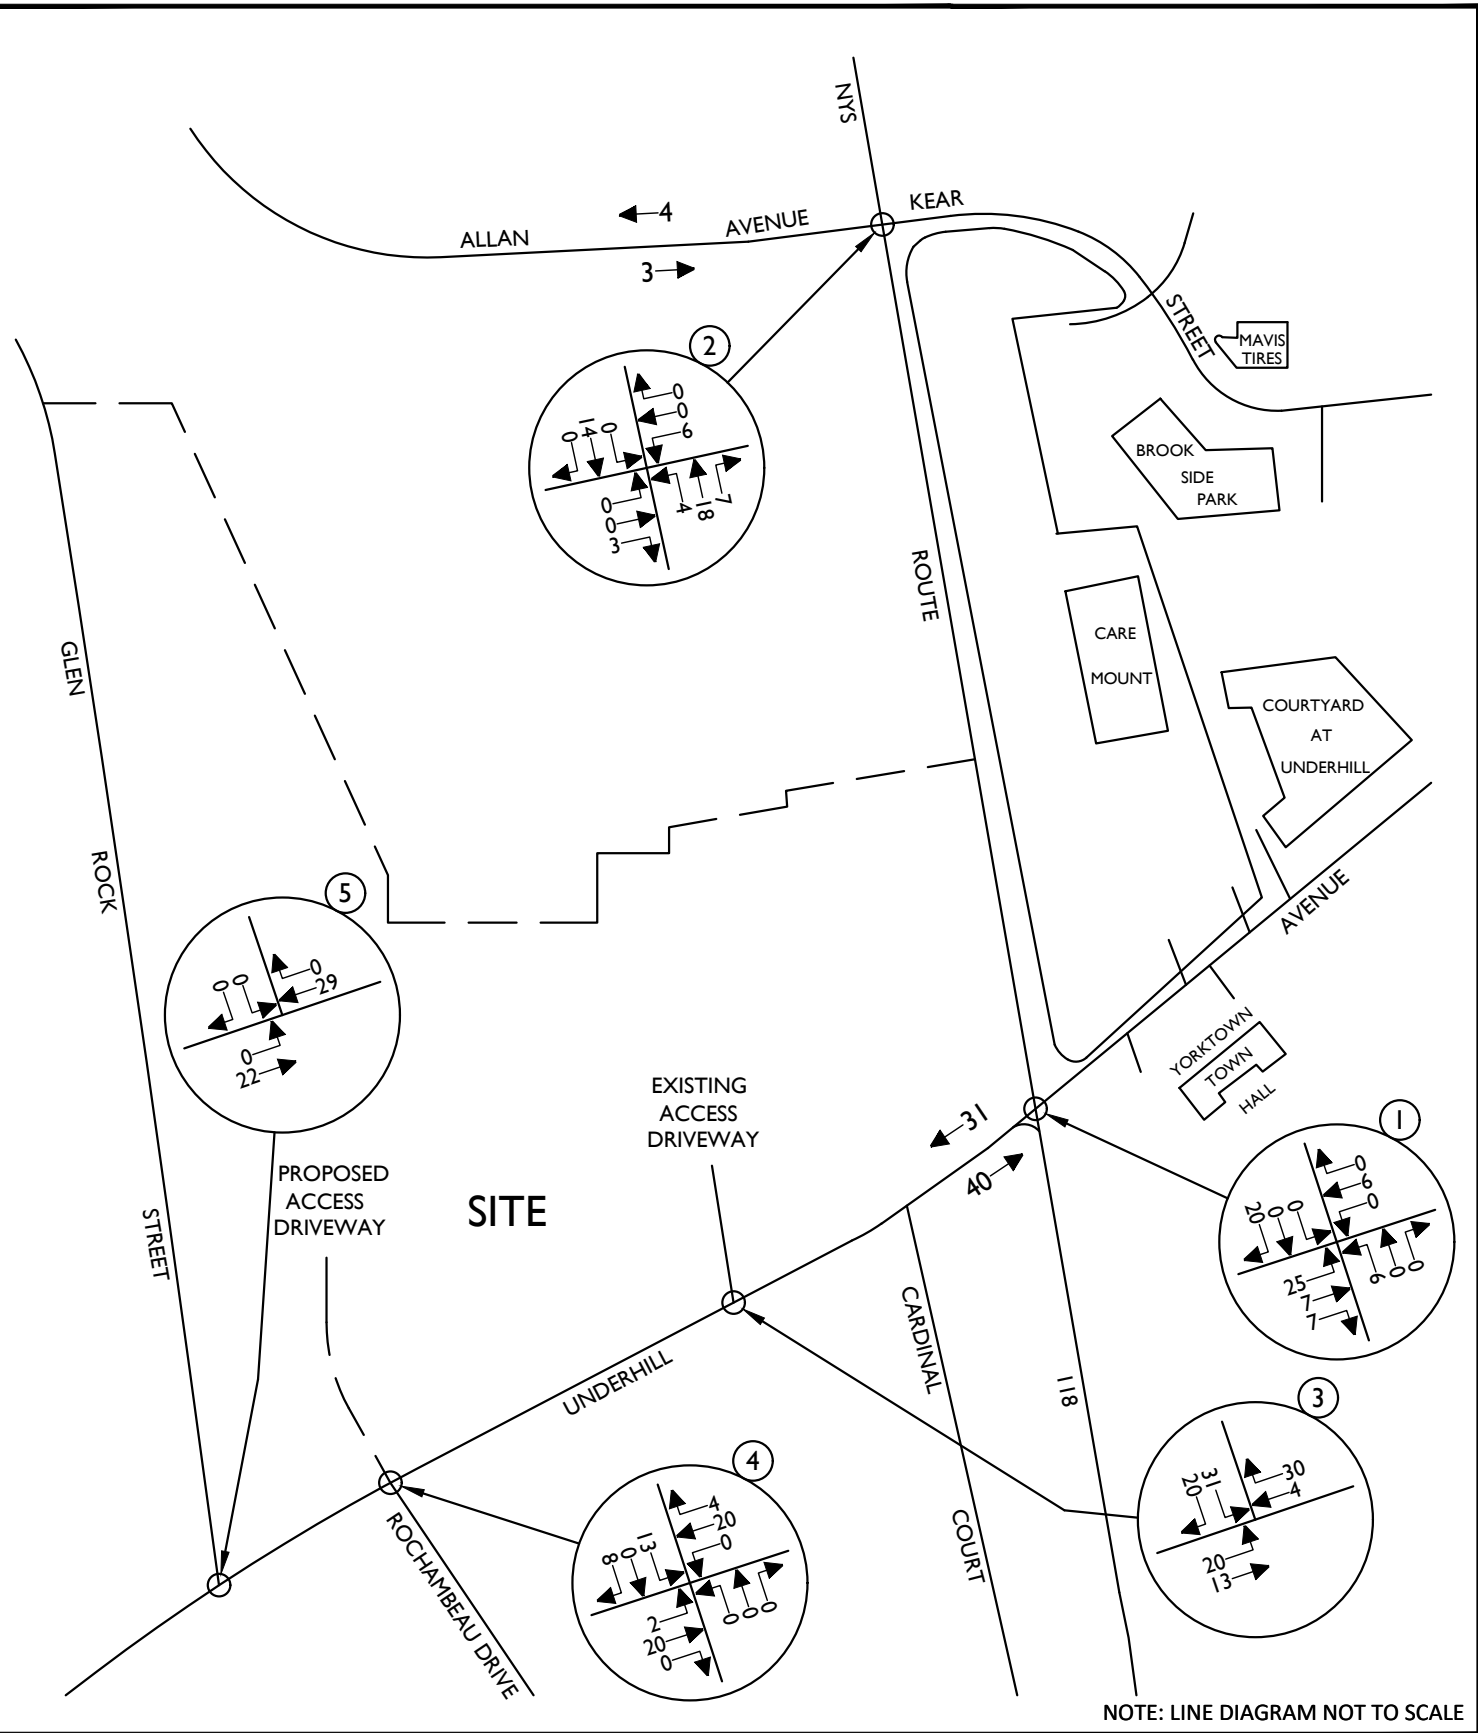 NYS
KEAR
AVENUE
ALLAN
4
3
STREET
MAVIS
TIRES
2
0
0
6
0
14
0
0
0
3
4
18
7
BROOK
SIDE
PARK
ROUTE
CARE
MOUNT
GLEN
COURTYARD
AT
UNDERHILL
ROCK
AVENUE
5
0
0
0
29
0
22
YORKTOWN
TOWN
HALL
EXISTING
ACCESS
DRIVEWAY
31
40
1
0
6
0
20
0
0
25
7
7
6
0
0
PROPOSED
ACCESS
DRIVEWAY
SITE
STREET
CARDINAL
UNDERHILL
118
3
30
4
20
31
20
13
4
4
20
0
8
0
13
2
20
0
0
0
0
COURT
ROCHAMBEAU DRIVE
NOTE: LINE DIAGRAM NOT TO SCALE